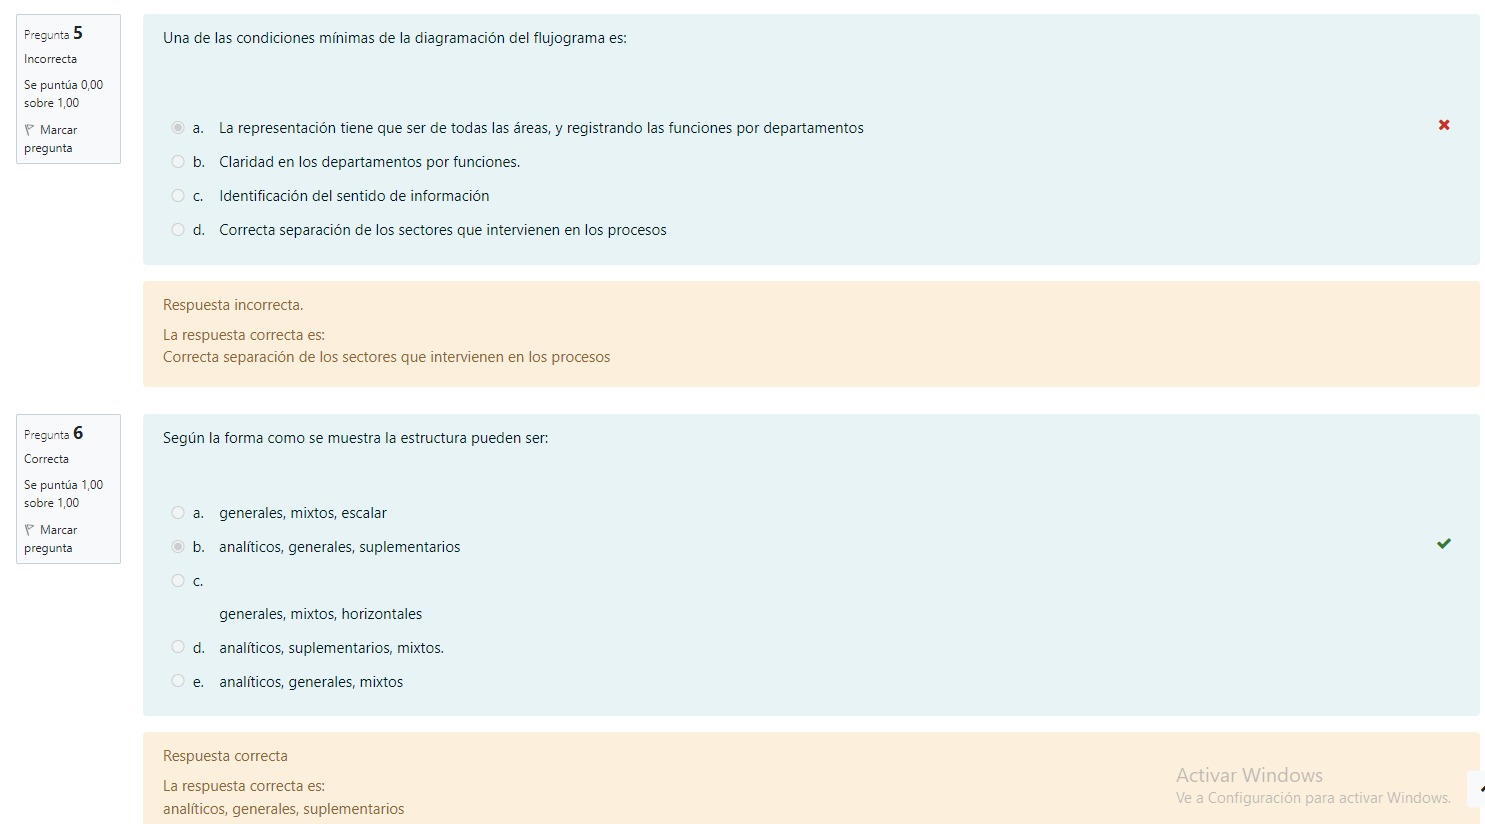 Pregunta 5
Incorrecta
Se puntúa 0,00
sobre 1,00
Marcar
pregunta
Una de las condiciones mínimas de la diagramación del flujograma es:
a. La representación tiene que ser de todas las áreas, y registrando las funciones por departamentos
b. Claridad en los departamentos por funciones.
c. Identificación del sentido de información
d. Correcta separación de los sectores que intervienen en los procesos
Respuesta incorrecta.
La respuesta correcta es:
Correcta separación de los sectores que intervienen en los procesos
Pregunta 6
Correcta
Se puntúa 1,00
sobre 1,00
Marcar
pregunta
Según la forma como se muestra la estructura pueden ser:
a. generales, mixtos, escalar
b. analíticos, generales, suplementarios
c.
generales, mixtos, horizontales
d. analíticos, suplementarios, mixtos.
e. analíticos, generales, mixtos
Respuesta correcta
La respuesta correcta es:
analíticos, generales, suplementarios
Activar Windows
Ve a Configuración para activar Windows.